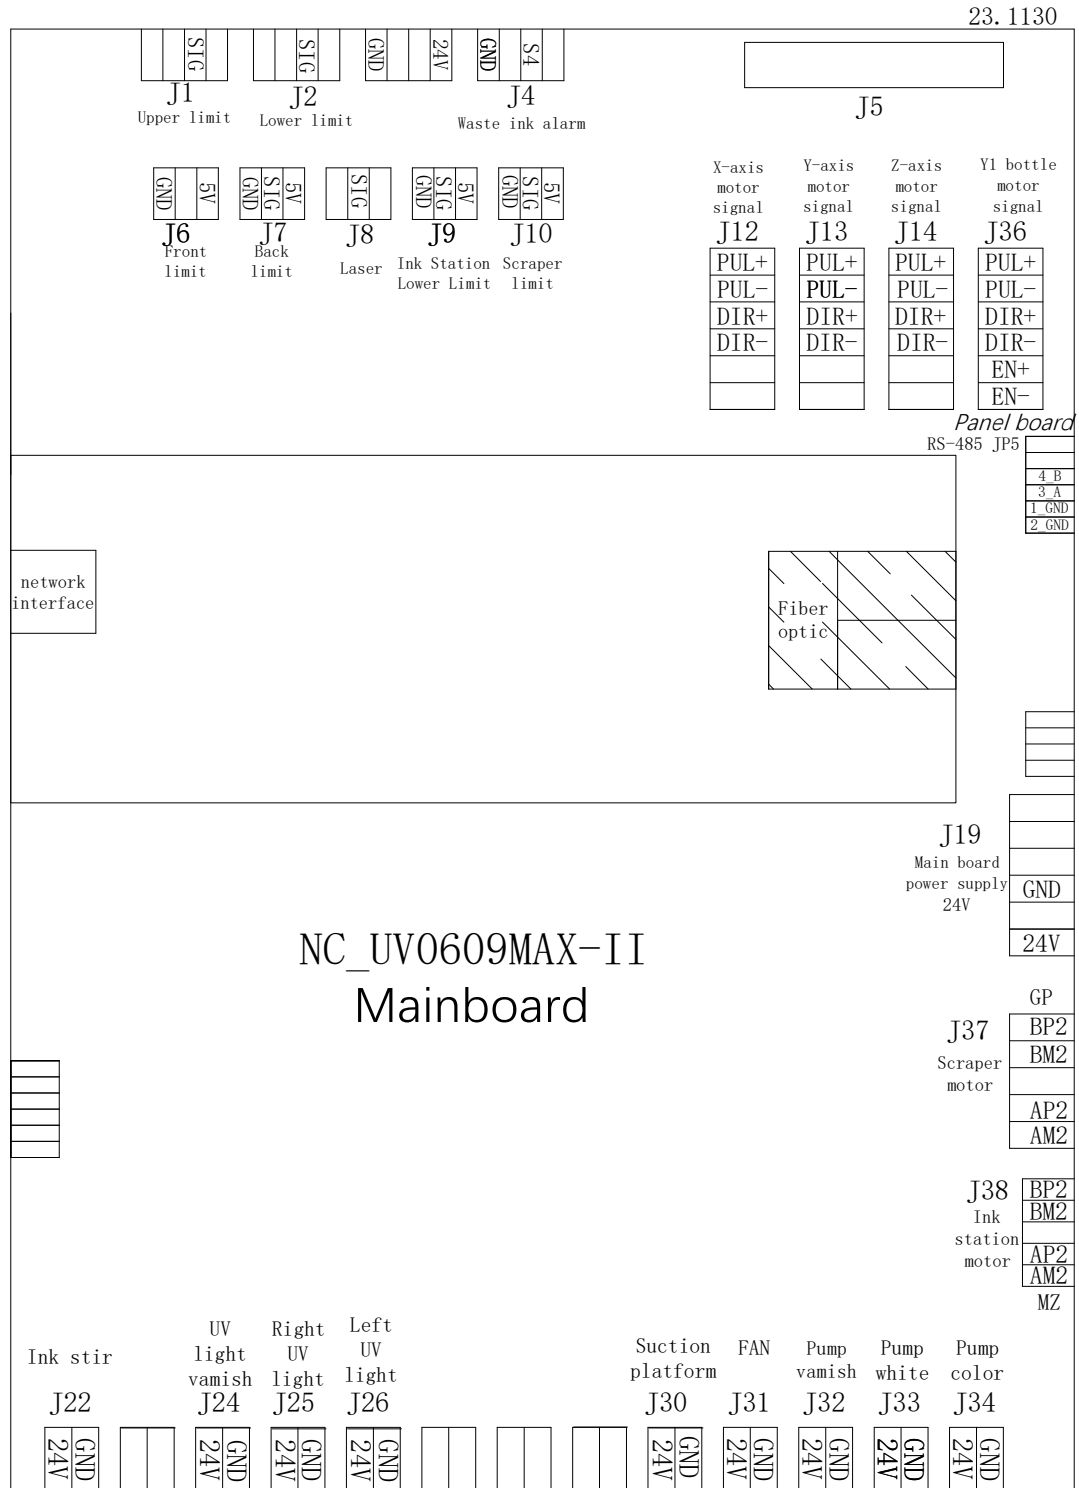 23.1130
SIG
SIG
GND
24V
GND
S4
J1
J2
J4
J5
Upper limit
Lower limit
Waste ink alarm
GND
5V
GND
SIG
5V
SIG
GND
SIG
5V
GND
SIG
5V
J6
J7
J8
J9
J10
Front
limit
Back
limit
Laser
Ink Station
Lower Limit
Scraper
limit
X-axis
motor
signal
J12
PUL+
PUL-
DIR+
DIR-
Y-axis
motor
signal
J13
PUL+
PUL-
DIR+
DIR-
Z-axis
motor
signal
J14
PUL+
PUL-
DIR+
DIR-
Y1 bottle
motor
signal
J36
PUL+
PUL-
DIR+
DIR-
EN+
EN-
Panel board
RS-485 JP5
4_B
3_A
1_GND
2_GND
network
interface
Fiber
optic
J19
Main board
power supply
24V
GND
24V
NC_UV0609MAX-II
Mainboard
GP
J37
Scraper
motor
BP2
BM2
AP2
AM2
J38
Ink
station
motor
BP2
BM2
AP2
AM2
MZ
Ink stir
J22
24V
GND
UV
light
vamish
J24
24V
GND
Right
UV
light
J25
24V
GND
Left
UV
light
J26
24V
GND
Suction
platform
J30
24V
GND
FAN
J31
24V
GND
Pump
vamish
J32
24V
GND
Pump
white
J33
24V
GND
Pump
color
J34
24V
GND